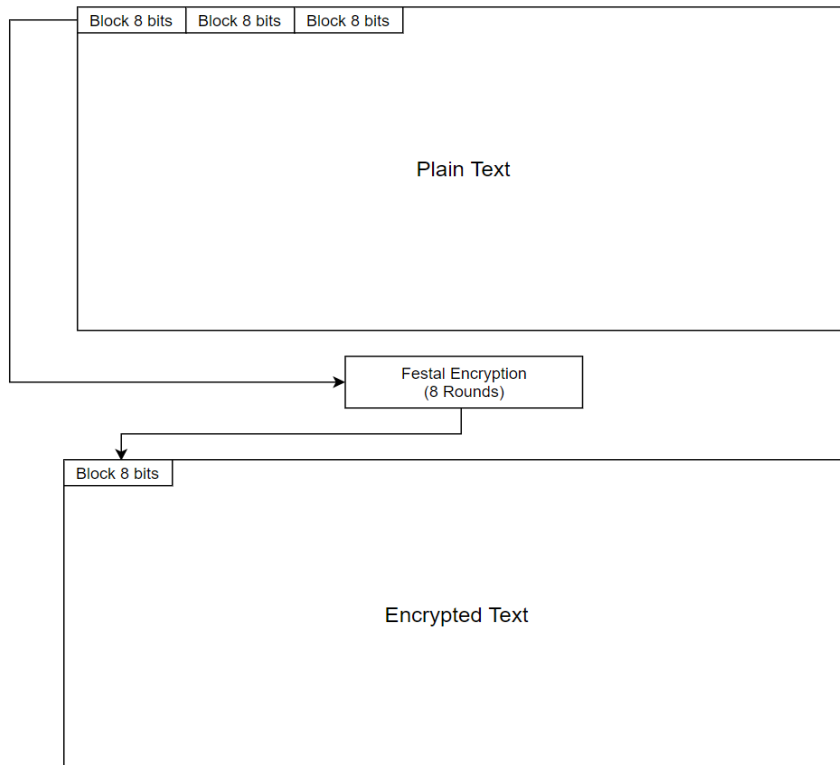 Block 8 bits Block 8 bits Block 8 bits
Plain Text
Festal Encryption
(8 Rounds)
Block 8 bits
Encrypted Text